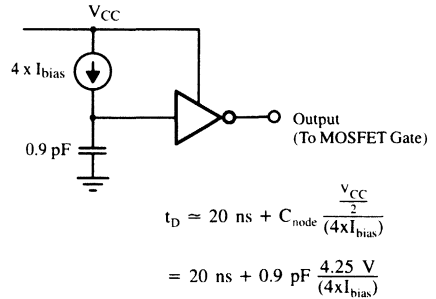 V_CC
4 x I_bias
0.9 pF
Output
(To MOSFET Gate)
t_D ≃ 20 ns + C_node (V_CC / 2) / (4xI_bias)
= 20 ns + 0.9 pF 4.25 V / (4xI_bias)